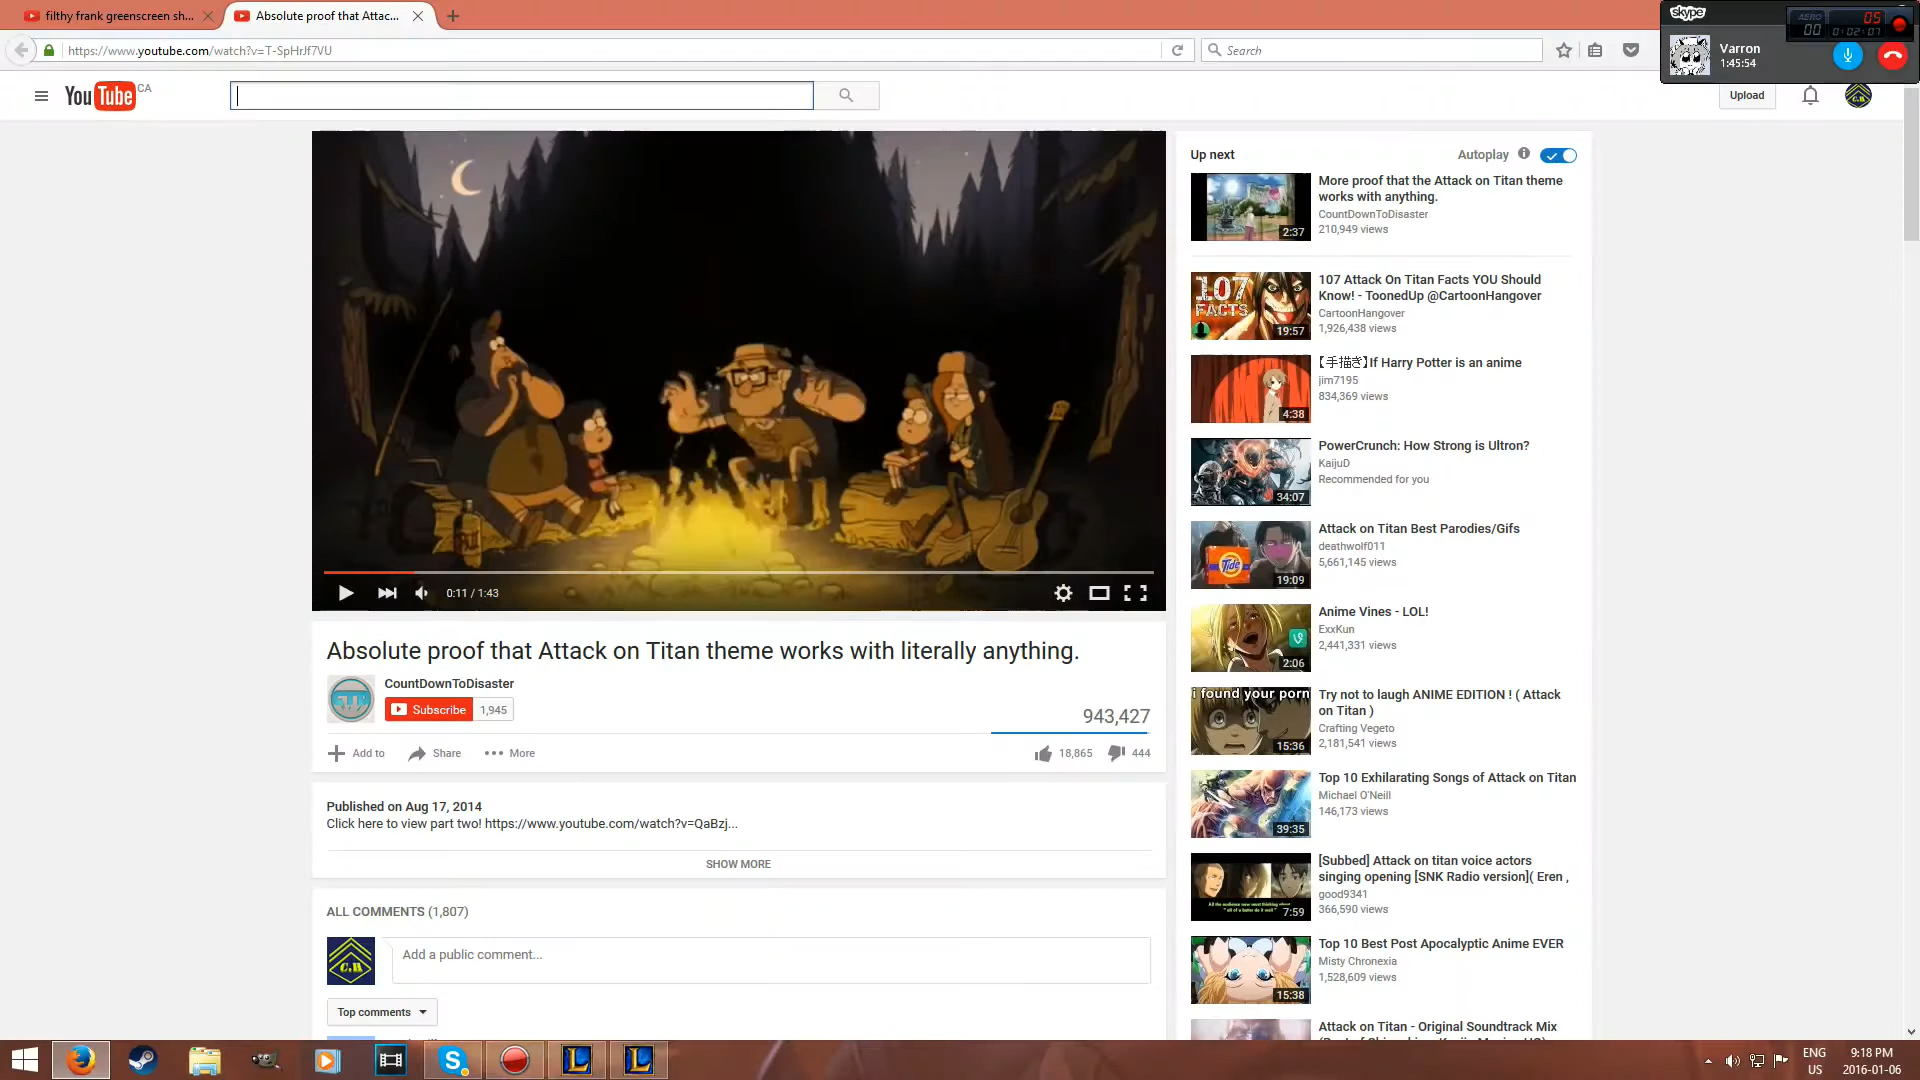 filthy frank greenscreen sh...
Absolute proof that Attac...
https://www.youtube.com/watch?v=T-SpHrJf7VU
Search
skype
AERO
00
05
0:02:07
Varron
1:45:54
YouTube CA
Upload
C.H
Up next
Autoplay
More proof that the Attack on Titan theme
works with anything.
CountDownToDisaster
210,949 views
2:37
107 Attack On Titan Facts YOU Should
Know! - ToonedUp @CartoonHangover
CartoonHangover
1,926,438 views
107
FACTS
19:57
【手描き】If Harry Potter is an anime
jim7195
834,369 views
4:38
PowerCrunch: How Strong is Ultron?
KaijuD
Recommended for you
34:07
Attack on Titan Best Parodies/Gifs
deathwolf011
5,661,145 views
Tide
19:09
Anime Vines - LOL!
ExxKun
2,441,331 views
2:06
i found your porn
Try not to laugh ANIME EDITION ! ( Attack
on Titan )
Crafting Vegeto
2,181,541 views
15:36
Top 10 Exhilarating Songs of Attack on Titan
Michael O'Neill
146,173 views
39:35
[Subbed] Attack on titan voice actors
singing opening [SNK Radio version]( Eren ,
good9341
366,590 views
7:59
Top 10 Best Post Apocalyptic Anime EVER
Misty Chronexia
1,528,609 views
15:38
Attack on Titan - Original Soundtrack Mix
0:11 / 1:43
Absolute proof that Attack on Titan theme works with literally anything.
CountDownToDisaster
Subscribe 1,945
943,427
Add to Share More
18,865 444
Published on Aug 17, 2014
Click here to view part two! https://www.youtube.com/watch?v=QaBzj...
SHOW MORE
ALL COMMENTS (1,807)
C.H
Add a public comment...
Top comments
ENG
US
9:18 PM
2016-01-06